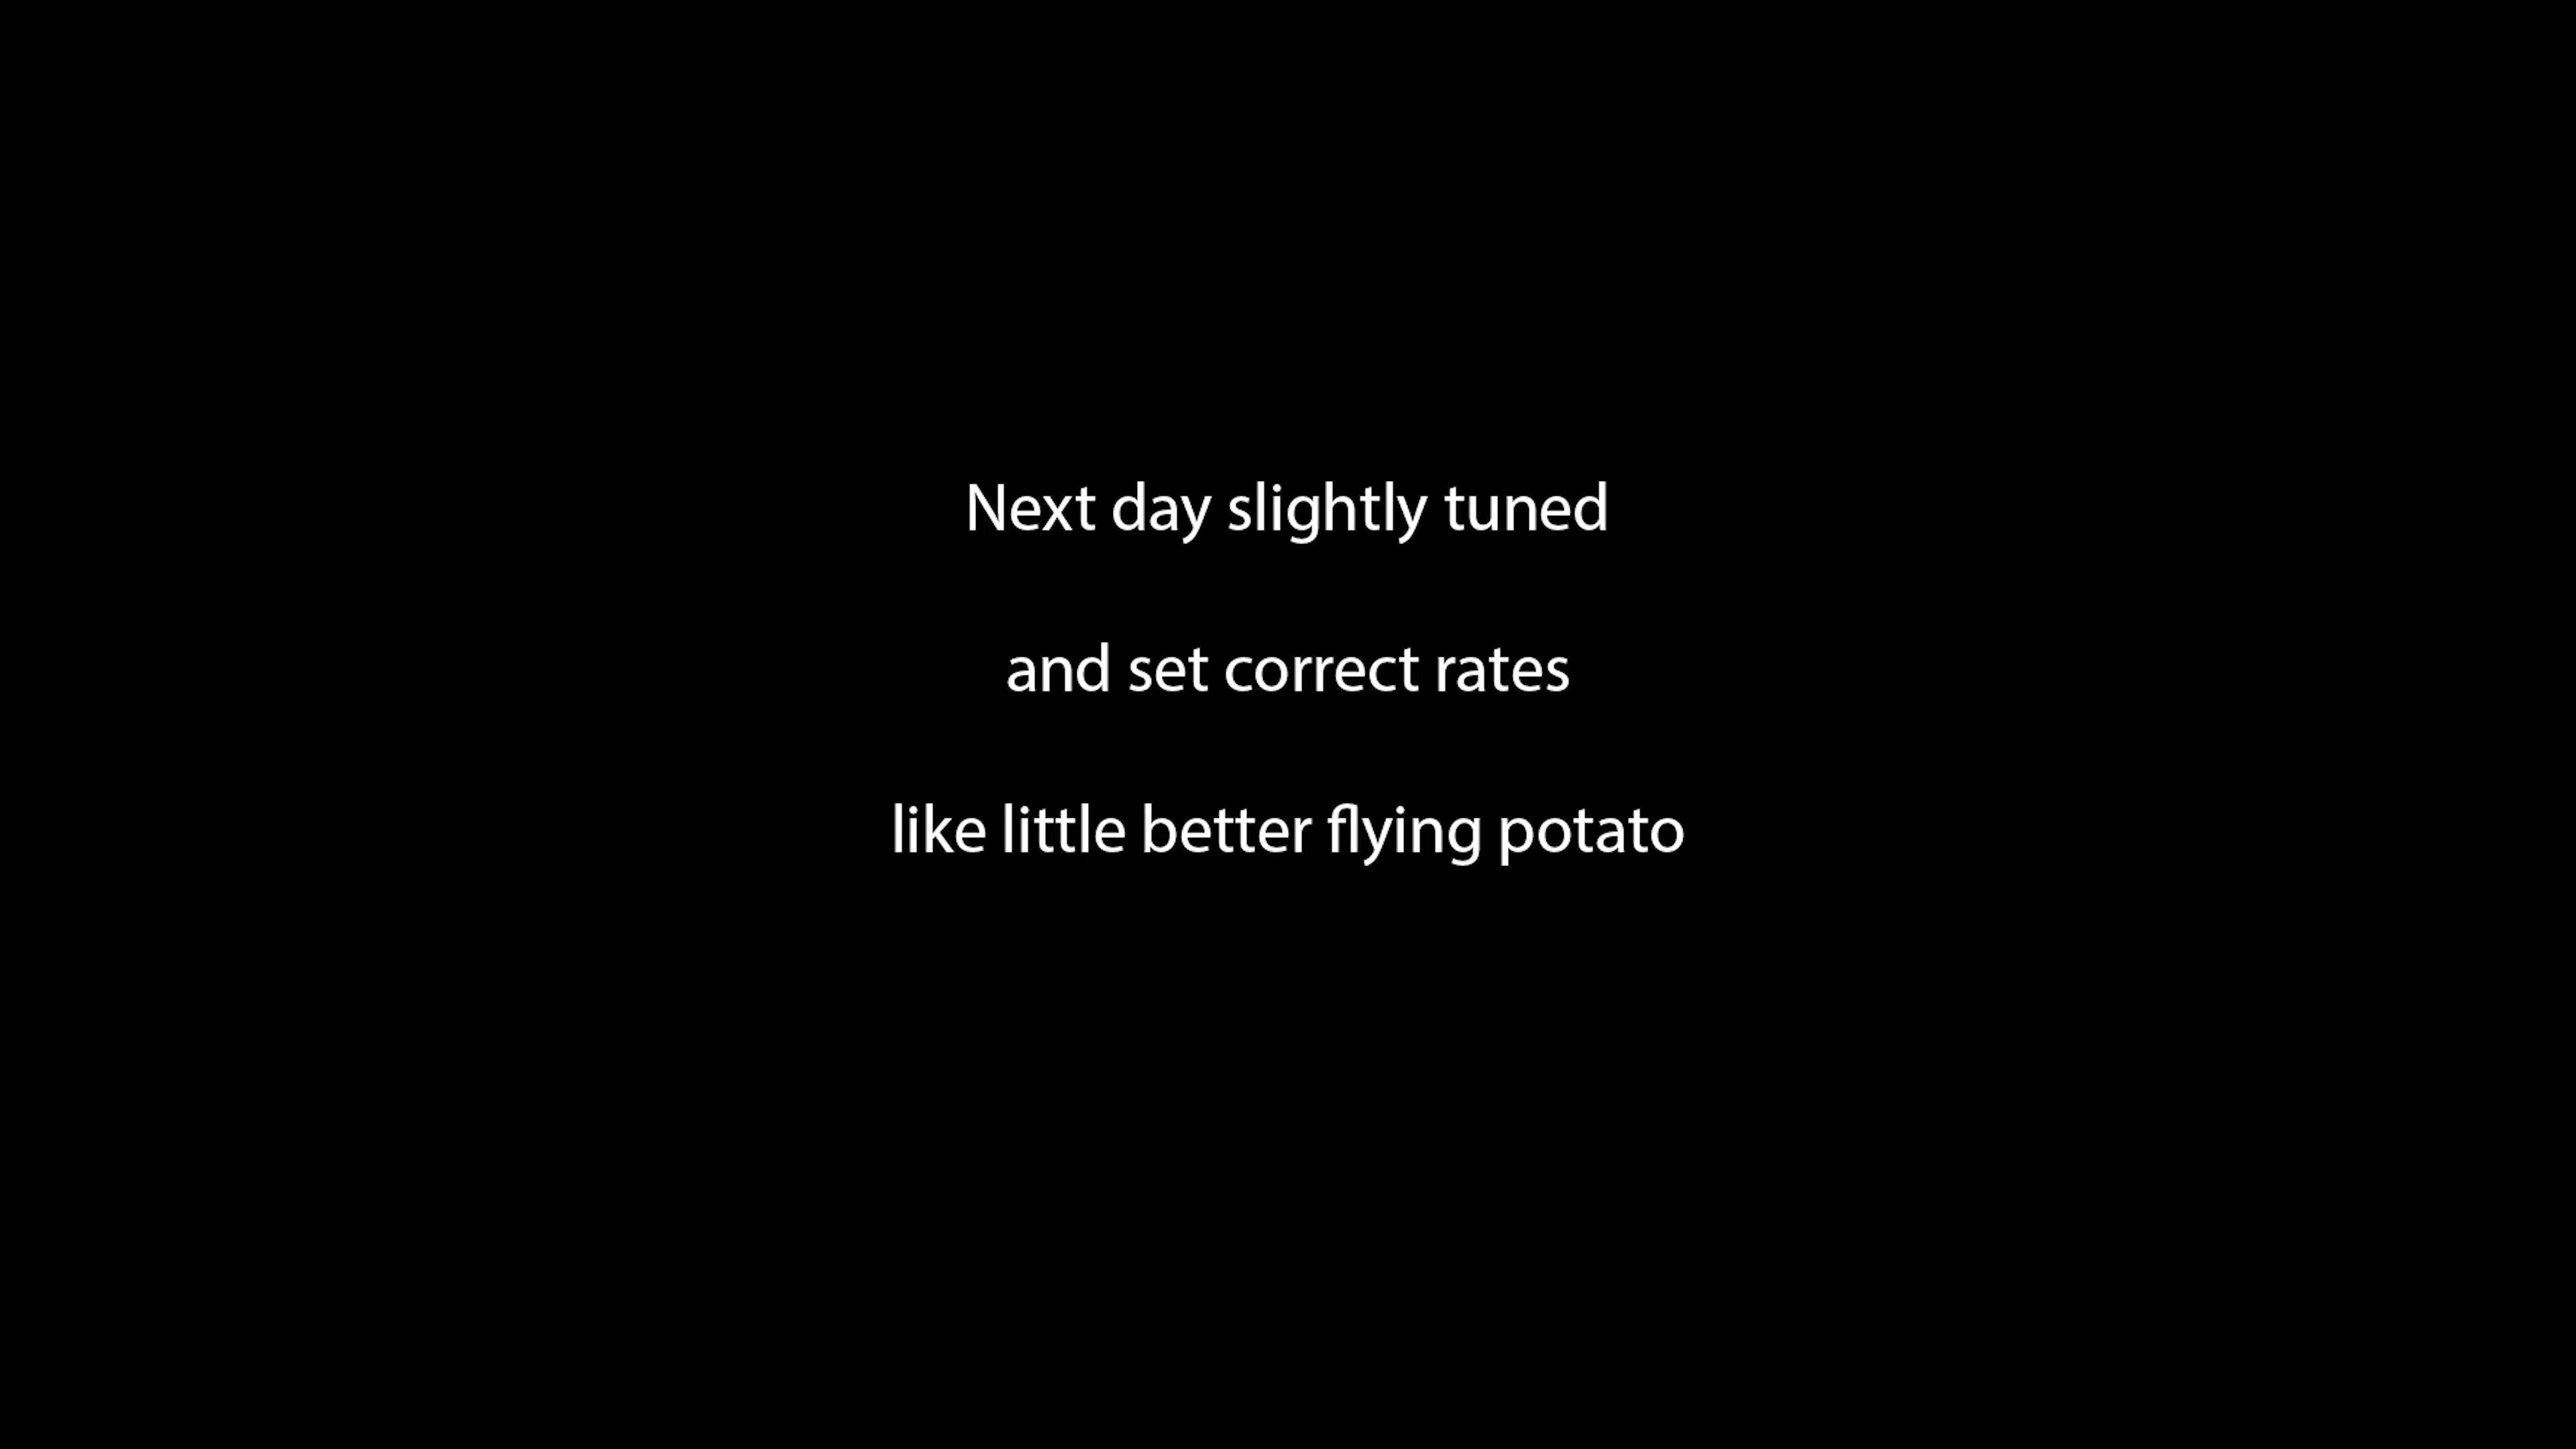 Next day slightly tuned
and set correct rates
like little better flying potato